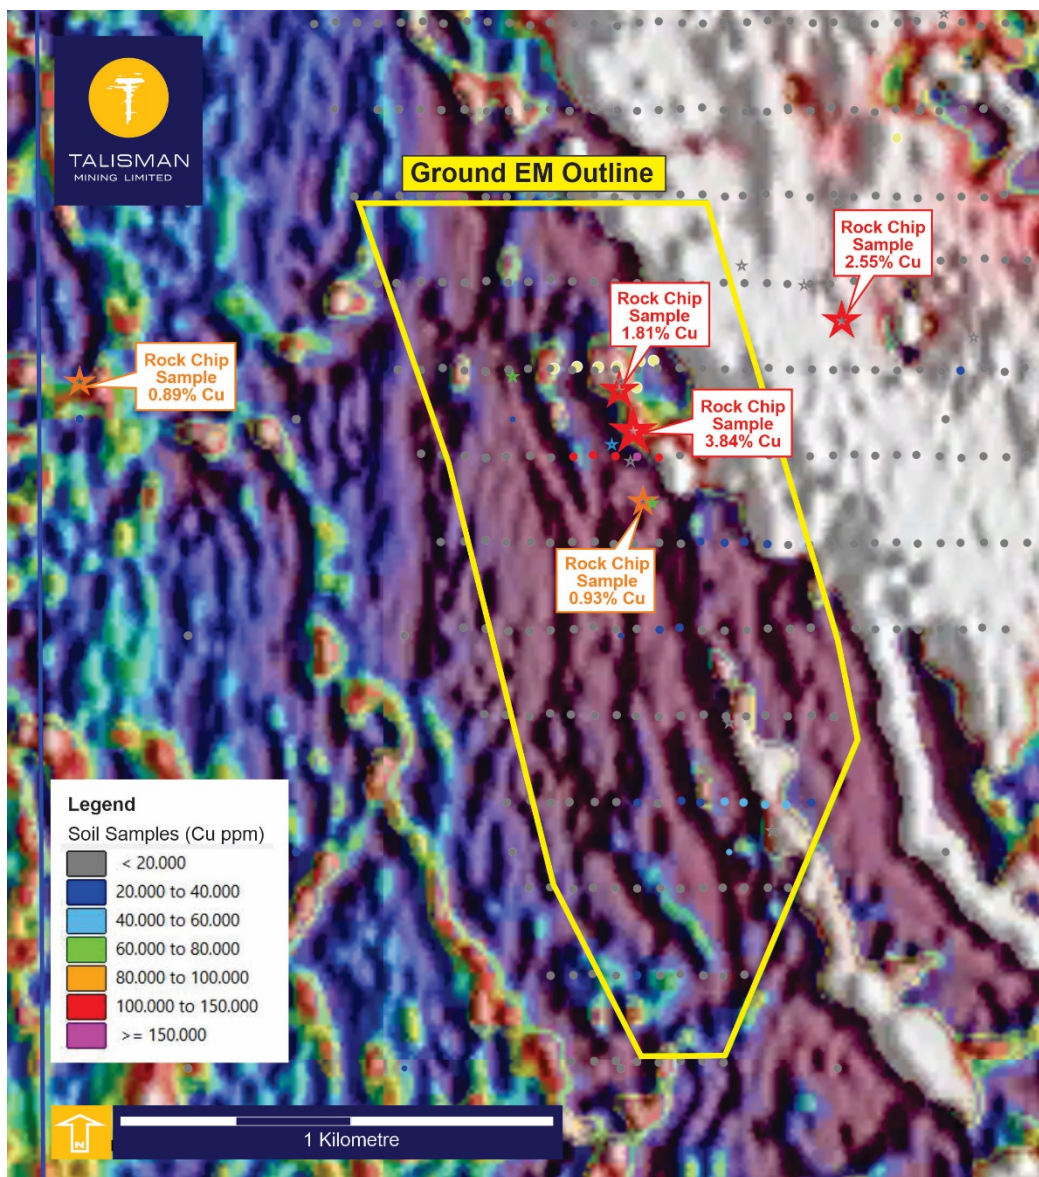 TALISMAN
MINING LIMITED
Ground EM Outline
Rock Chip
Sample
2.55% Cu
Rock Chip
Sample
1.81% Cu
Rock Chip
Sample
0.89% Cu
Rock Chip
Sample
3.84% Cu
Rock Chip
Sample
0.93% Cu
Legend
Soil Samples (Cu ppm)
< 20.000
20.000 to 40.000
40.000 to 60.000
60.000 to 80.000
80.000 to 100.000
100.000 to 150.000
>= 150.000
N
1 Kilometre